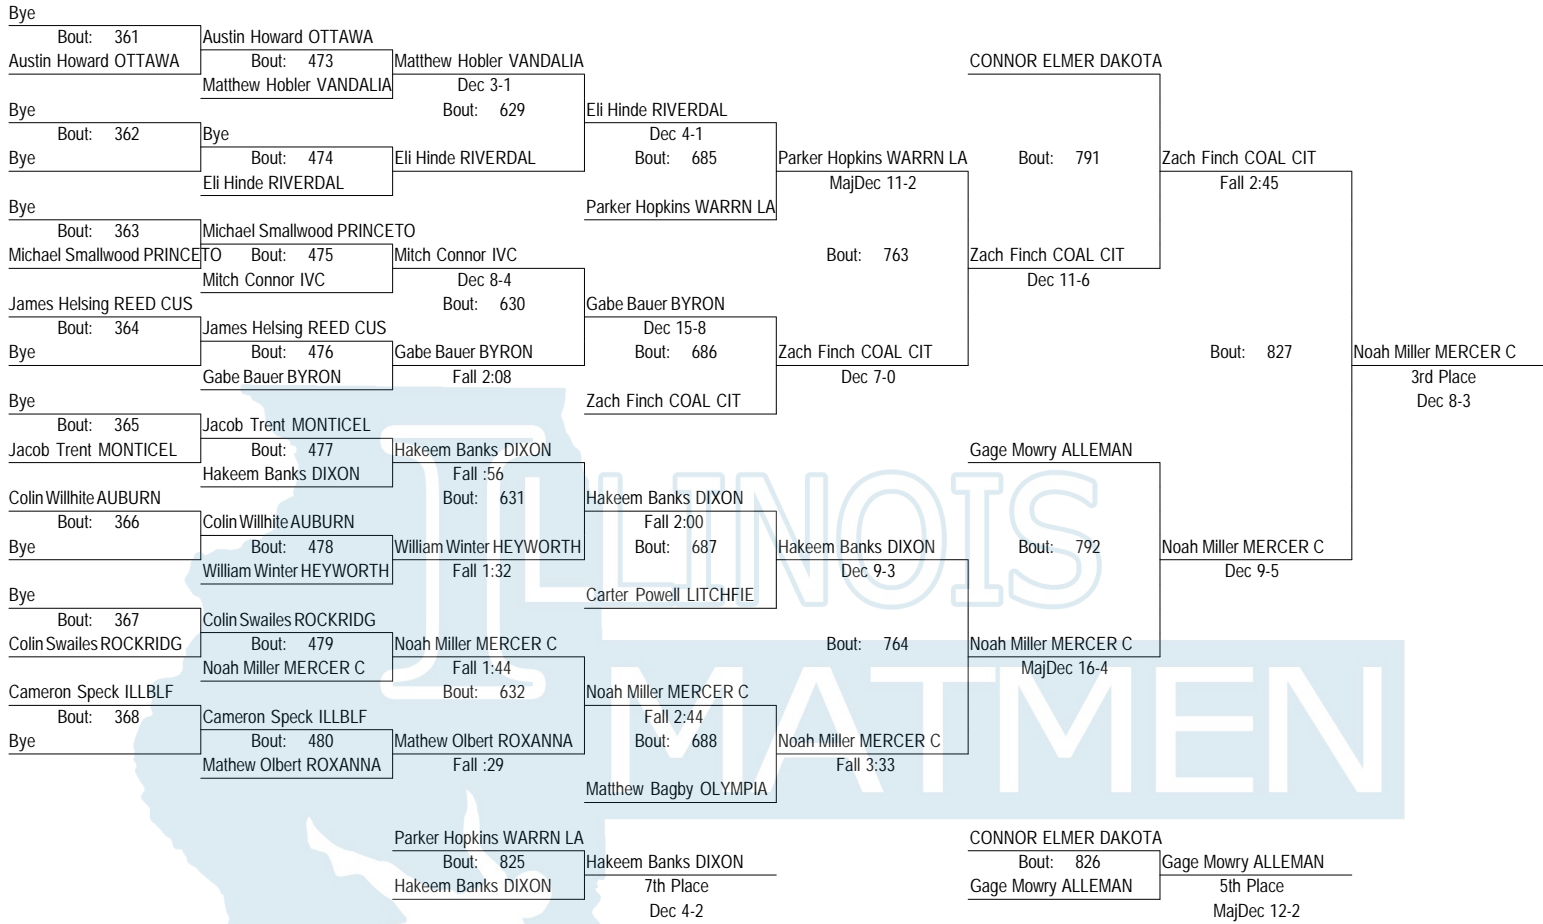 Bye
Bout: 361
Austin Howard OTTAWA
Austin Howard OTTAWA
Bout: 473
Matthew Hobler VANDALIA
Matthew Hobler VANDALIA
Dec 3-1
Bout: 629
Bye
Bout: 362
Bye
Bye
Bout: 474
Eli Hinde RIVERDAL
Eli Hinde RIVERDAL
Eli Hinde RIVERDAL
Dec 4-1
Bout: 685
Parker Hopkins WARRN LA
Parker Hopkins WARRN LA
MajDec 11-2
Bye
Bout: 363
Michael Smallwood PRINCETO
Michael Smallwood PRINCETO
Bout: 475
Mitch Connor IVC
Mitch Connor IVC
Dec 8-4
Bout: 630
James Helsing REED CUS
Bout: 364
Bye
James Helsing REED CUS
Bout: 476
Gabe Bauer BYRON
Gabe Bauer BYRON
Fall 2:08
Gabe Bauer BYRON
Dec 15-8
Bout: 686
Zach Finch COAL CIT
Zach Finch COAL CIT
Dec 7-0
Bout: 763
CONNOR ELMER DAKOTA
Bout: 791
Zach Finch COAL CIT
Dec 11-6
Zach Finch COAL CIT
Fall 2:45
Bye
Bout: 365
Jacob Trent MONTICEL
Jacob Trent MONTICEL
Bout: 477
Hakeem Banks DIXON
Hakeem Banks DIXON
Fall :56
Bout: 631
Colin Willhite AUBURN
Bout: 366
Bye
Colin Willhite AUBURN
Bout: 478
William Winter HEYWORTH
William Winter HEYWORTH
Fall 1:32
Hakeem Banks DIXON
Fall 2:00
Bout: 687
Carter Powell LITCHFIE
Hakeem Banks DIXON
Dec 9-3
Bye
Bout: 367
Colin Swailes ROCKRIDG
Colin Swailes ROCKRIDG
Bout: 479
Noah Miller MERCER C
Noah Miller MERCER C
Fall 1:44
Bout: 632
Cameron Speck ILLBLF
Bout: 368
Bye
Cameron Speck ILLBLF
Bout: 480
Mathew Olbert ROXANNA
Mathew Olbert ROXANNA
Fall :29
Noah Miller MERCER C
Fall 2:44
Bout: 688
Matthew Bagby OLYMPIA
Noah Miller MERCER C
Fall 3:33
Bout: 764
Gage Mowry ALLEMAN
Bout: 792
Noah Miller MERCER C
MajDec 16-4
Noah Miller MERCER C
Dec 9-5
Bout: 827
Noah Miller MERCER C
3rd Place
Dec 8-3
Parker Hopkins WARRN LA
Bout: 825
Hakeem Banks DIXON
Hakeem Banks DIXON
7th Place
Dec 4-2
CONNOR ELMER DAKOTA
Bout: 826
Gage Mowry ALLEMAN
Gage Mowry ALLEMAN
5th Place
MajDec 12-2
ILLINOIS
MATMEN